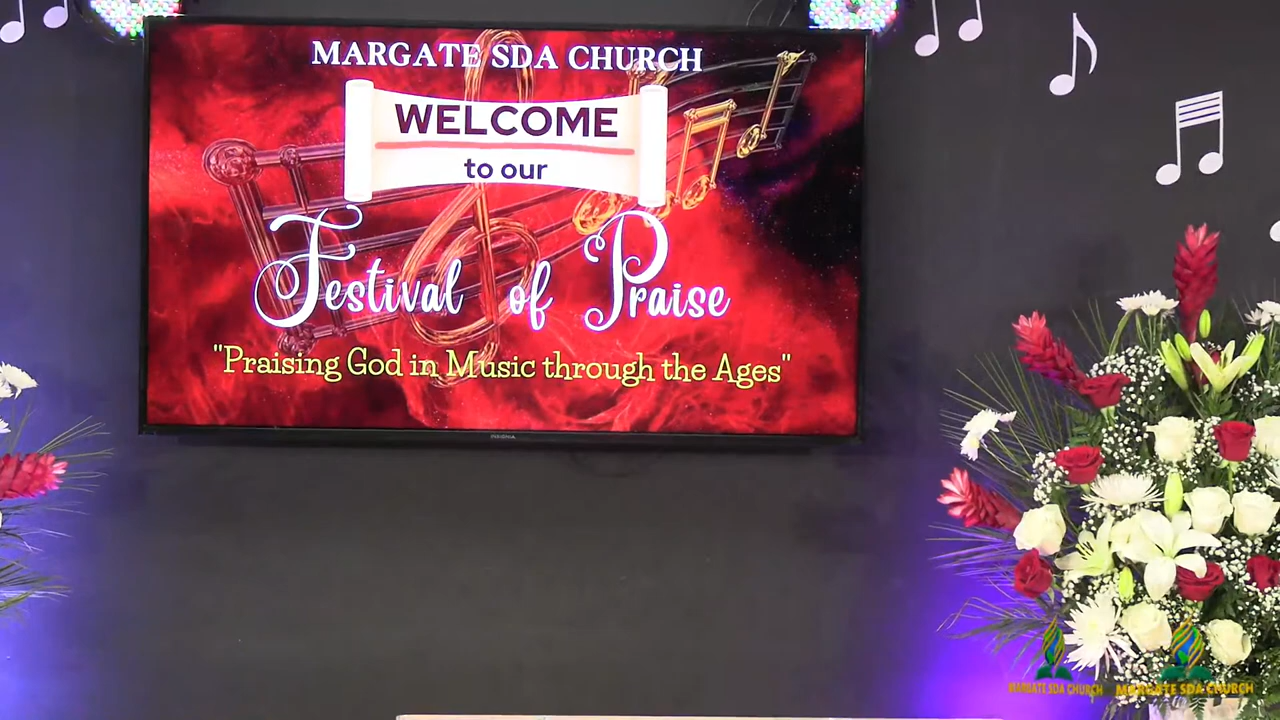 MARGATE SDA CHURCH
WELCOME
to our
Festival of Praise
"Praising God in Music through the Ages"
INSIGNIA
MARGATE SDA CHURCH
MARGATE SDA CHURCH